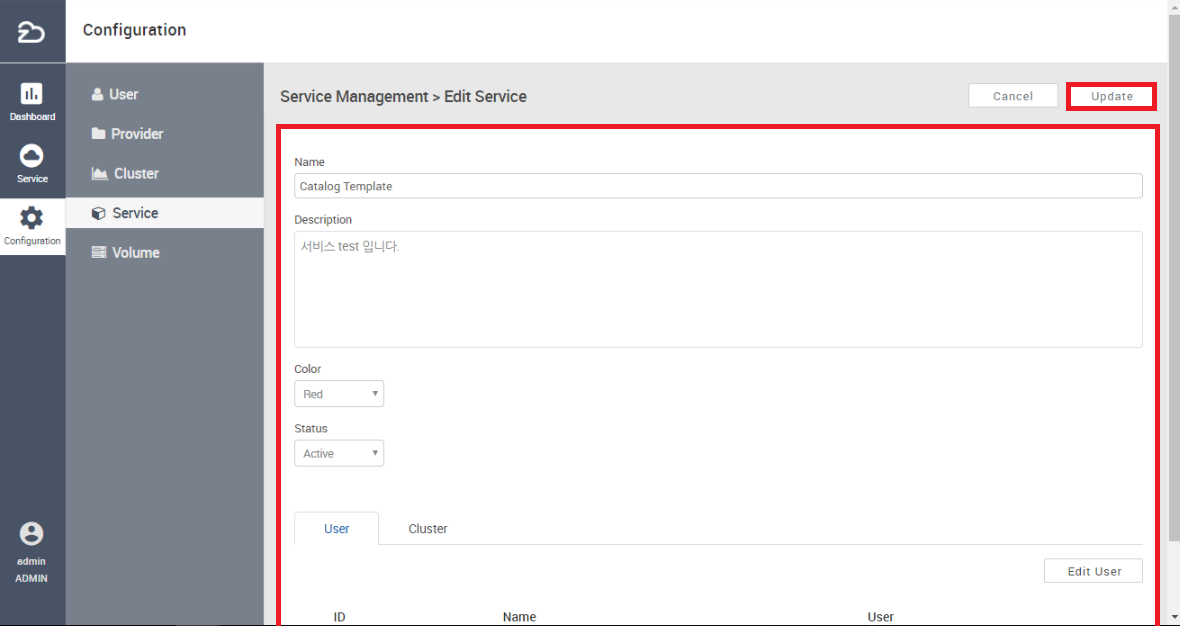 Configuration
Dashboard
Service
Configuration
admin
ADMIN
User
Provider
Cluster
Service
Volume
Service Management > Edit Service
Cancel
Update
Name
Catalog Template
Description
서비스 test 입니다.
Color
Red
Status
Active
User Cluster
Edit User
ID Name User